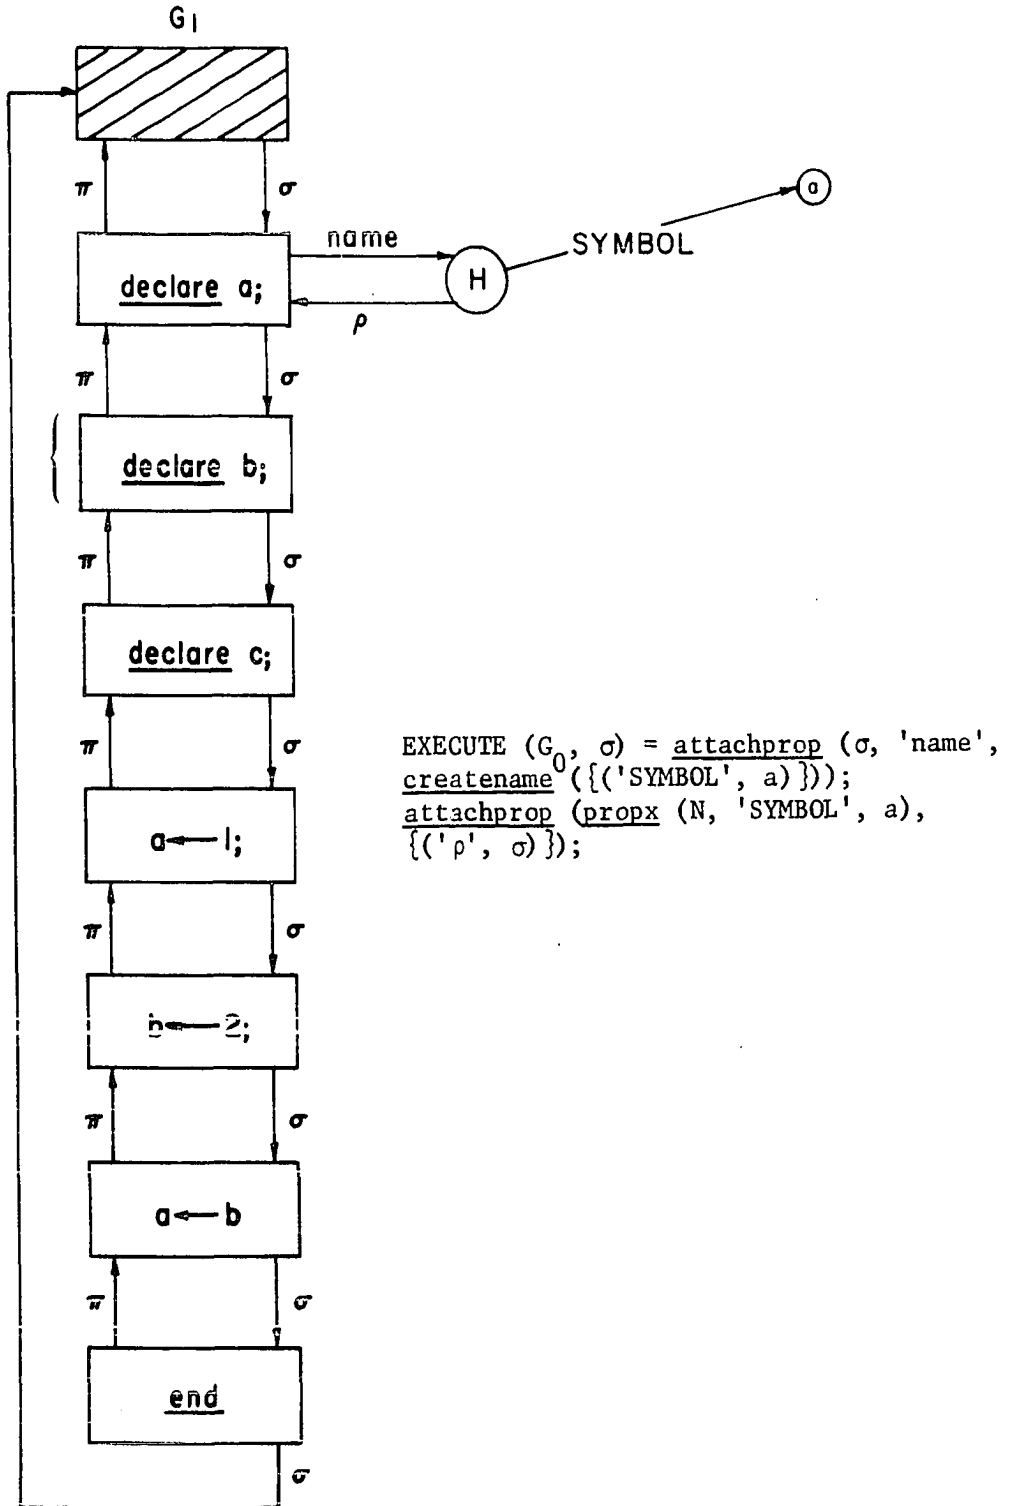 G₁
π σ
name
SYMBOL
a
declare a;
H
ρ
π σ
declare b;
π σ
declare c;
π σ
EXECUTE (G₀, σ) = attachprop (σ, 'name',
createname ({('SYMBOL', a)}));
attachprop (propx (N, 'SYMBOL', a),
{('ρ', σ)});
a ← 1;
π σ
b ← 2;
π σ
a ← b
π σ
end
σ